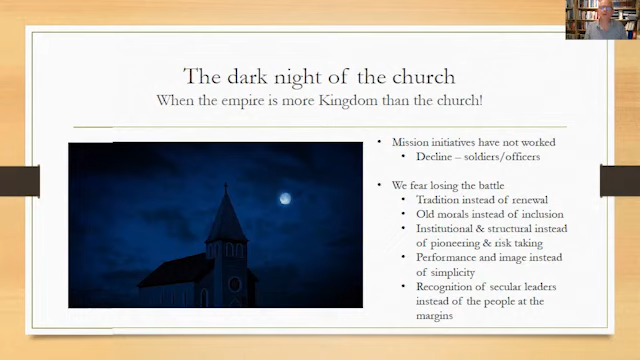 The dark night of the church
When the empire is more Kingdom than the church!
• Mission initiatives have not worked
• Decline – soldiers/officers
• We fear losing the battle
• Tradition instead of renewal
• Old morals instead of inclusion
• Institutional & structural instead
of pioneering & risk taking
• Performance and image instead
of simplicity
• Recognition of secular leaders
instead of the people at the
margins